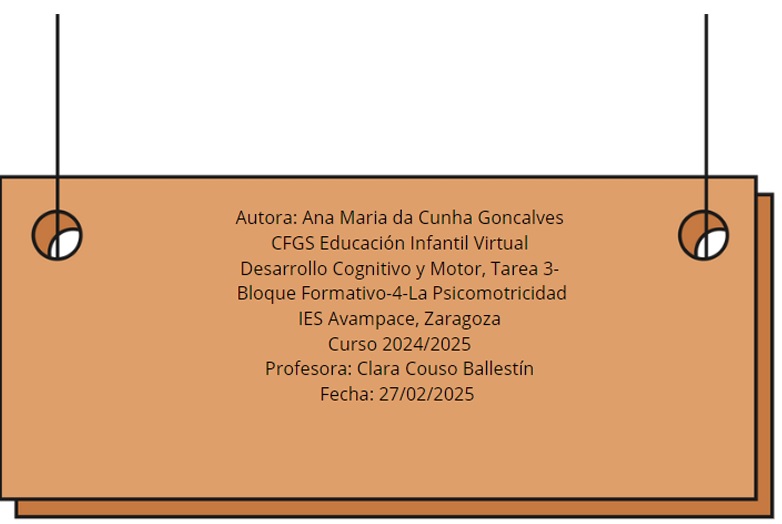 Autora: Ana Maria da Cunha Goncalves
CFGS Educación Infantil Virtual
Desarrollo Cognitivo y Motor, Tarea 3-
Bloque Formativo-4-La Psicomotricidad
IES Avampace, Zaragoza
Curso 2024/2025
Profesora: Clara Couso Ballestín
Fecha: 27/02/2025